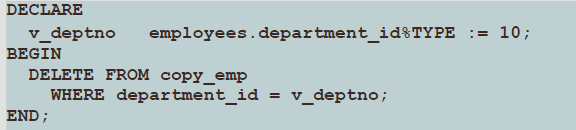 DECLARE
v_deptno employees.department_id%TYPE := 10;
BEGIN
DELETE FROM copy_emp
WHERE department_id = v_deptno;
END;